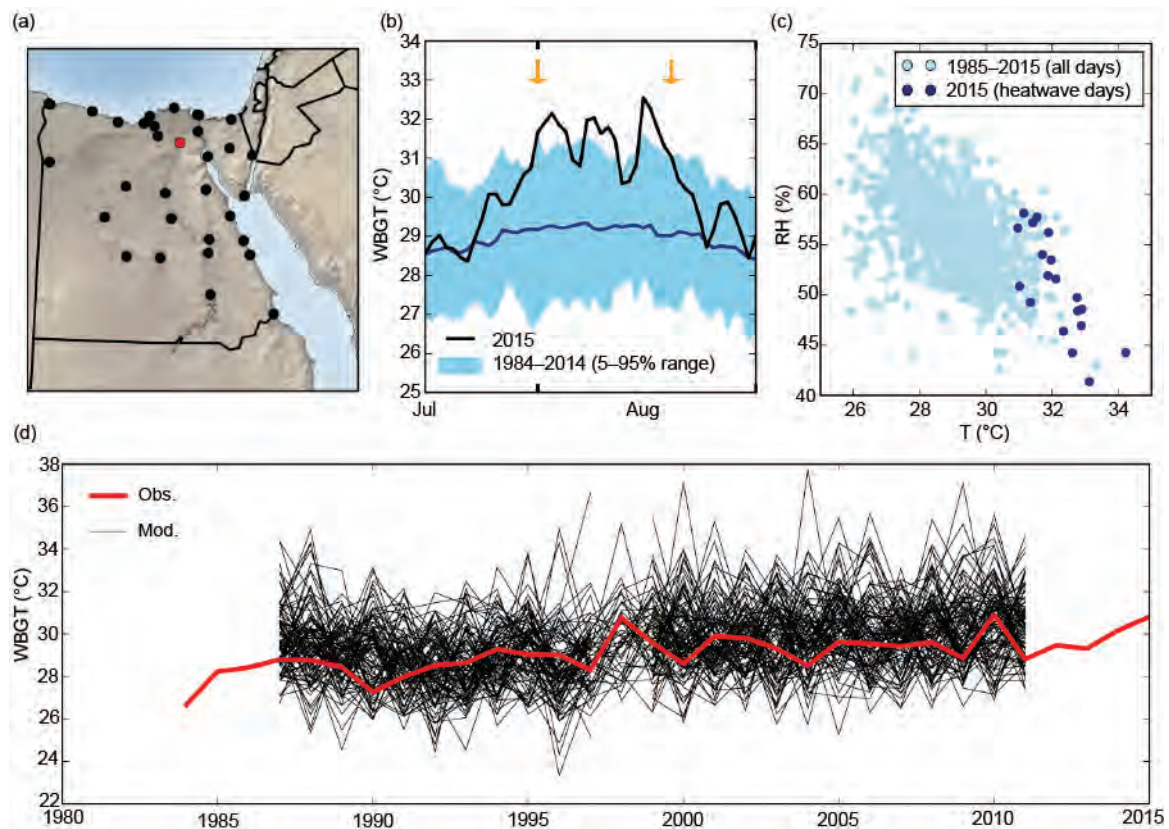 (a)
(b)
34
33
32
31
30
29
28
27
26
25
WBGT (°C)
2015
1984–2014 (5–95% range)
Jul
Aug
(c)
75
70
65
60
55
50
45
40
RH (%)
1985–2015 (all days)
2015 (heatwave days)
26
28
30
32
34
T (°C)
(d)
38
36
34
32
30
28
26
24
22
WBGT (°C)
Obs.
Mod.
1980
1985
1990
1995
2000
2005
2010
2015